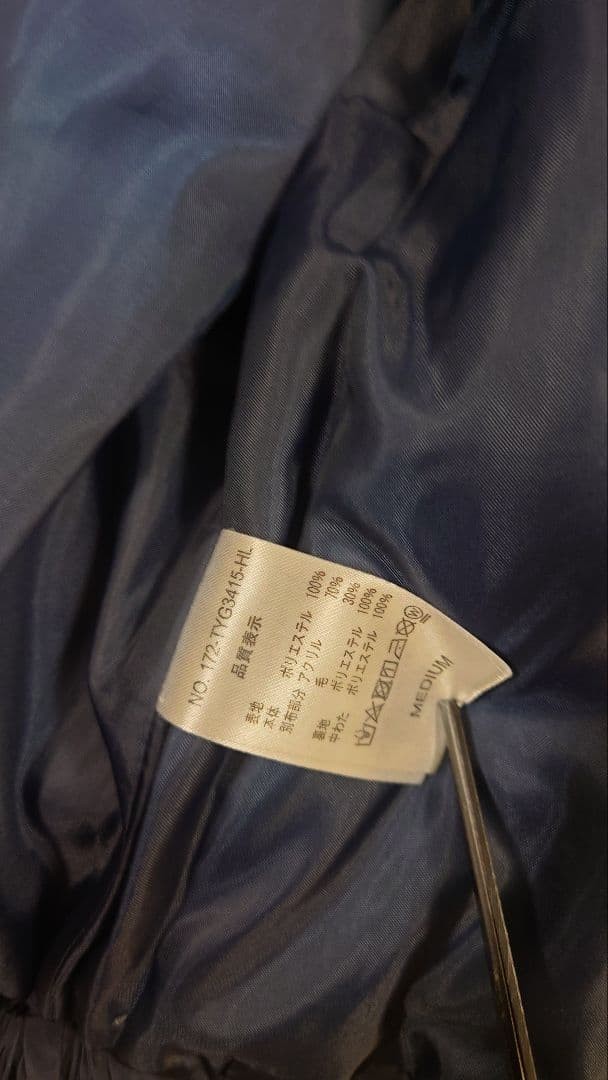 NO. 172-TYG3415-HL
品質表示
表地
本体 ポリエステル 100%
別布部分 アクリル 70%
毛 30%
裏地 ポリエステル 100%
中わた ポリエステル 100%
MEDIUM